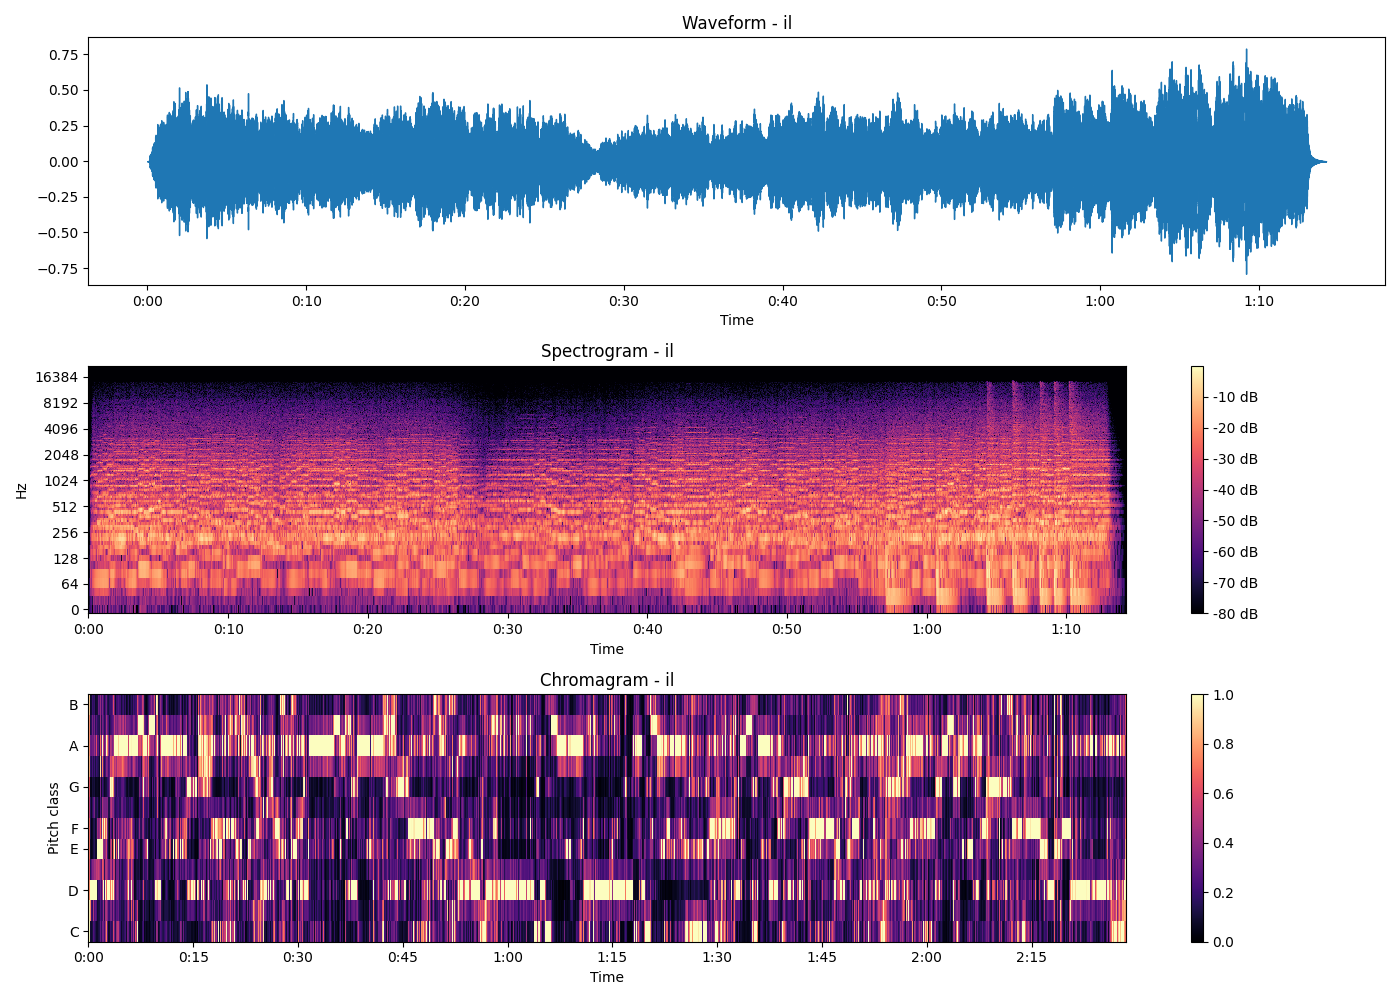 Waveform - il
0.75
0.50
0.25
0.00
−0.25
−0.50
−0.75
0:00 0:10 0:20 0:30 0:40 0:50 1:00 1:10
Time
Spectrogram - il
Hz
16384
8192
4096
2048
1024
512
256
128
64
0
0:00 0:10 0:20 0:30 0:40 0:50 1:00 1:10
Time
-10 dB
-20 dB
-30 dB
-40 dB
-50 dB
-60 dB
-70 dB
-80 dB
Chromagram - il
Pitch class
B
A
G
F
E
D
C
0:00 0:15 0:30 0:45 1:00 1:15 1:30 1:45 2:00 2:15
Time
1.0
0.8
0.6
0.4
0.2
0.0